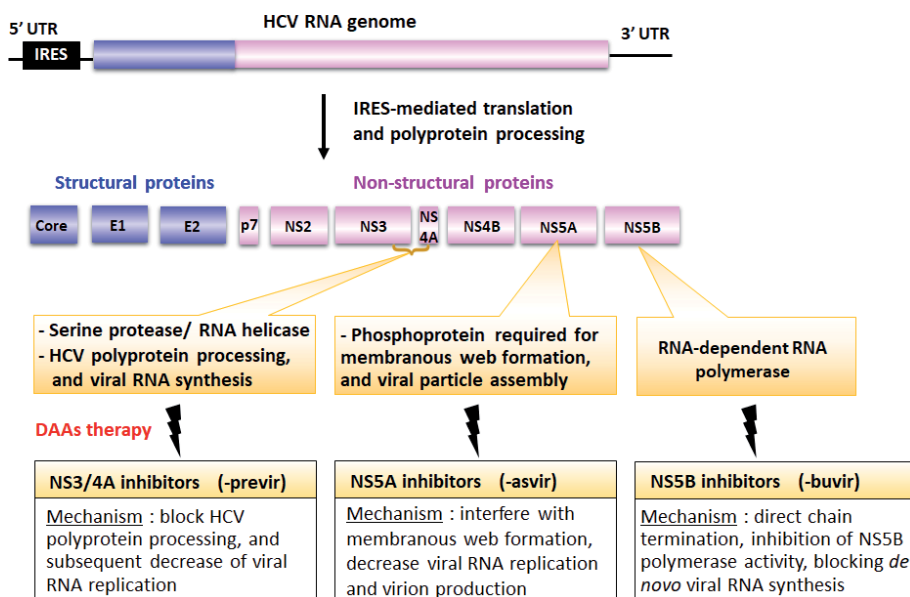 HCV RNA genome
5' UTR
3' UTR
IRES
IRES-mediated translation
and polyprotein processing
Structural proteins
Non-structural proteins
Core
E1
E2
p7
NS2
NS3
NS
4A
NS4B
NS5A
NS5B
- Serine protease/ RNA helicase
- HCV polyprotein processing,
and viral RNA synthesis
- Phosphoprotein required for
membranous web formation,
and viral particle assembly
RNA-dependent RNA
polymerase
DAAs therapy
NS3/4A inhibitors (-previr)
Mechanism : block HCV
polyprotein processing, and
subsequent decrease of viral
RNA replication
NS5A inhibitors (-asvir)
Mechanism : interfere with
membranous web formation,
decrease viral RNA replication
and virion production
NS5B inhibitors (-buvir)
Mechanism : direct chain
termination, inhibition of NS5B
polymerase activity, blocking de
novo viral RNA synthesis